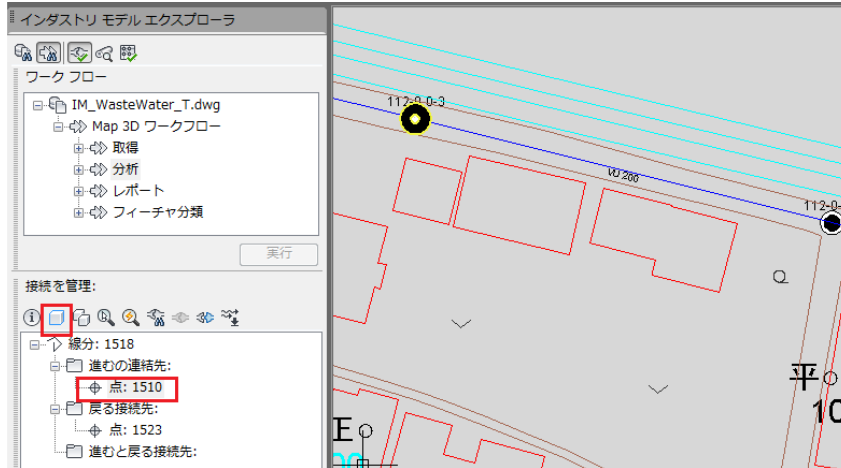 インダストリ モデル エクスプローラ
ワーク フロー
IM_WasteWater_T.dwg
Map 3D ワークフロー
取得
分析
レポート
フィーチャ分類
実行
接続を管理:
線分: 1518
進むの連結先:
点: 1510
戻る接続先:
点: 1523
進むと戻る接続先:
112-0-0-3
VU 200
112-0-
平
10